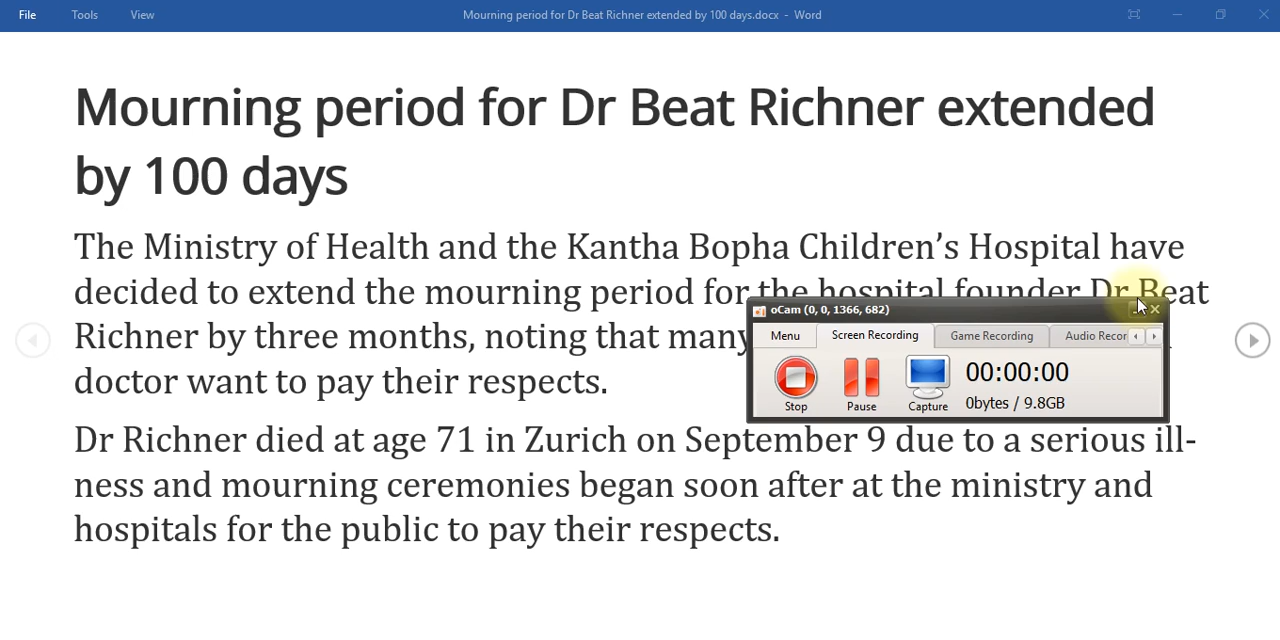 File Tools View Mourning period for Dr Beat Richner extended by 100 days.docx - Word
Mourning period for Dr Beat Richner extended
by 100 days
The Ministry of Health and the Kantha Bopha Children's Hospital have
decided to extend the mourning period for the hospital founder Dr Beat
Richner by three months, noting that many
doctor want to pay their respects.
oCam (0, 0, 1366, 682)
Menu Screen Recording Game Recording Audio Recor
00:00:00
Stop Pause Capture 0bytes / 9.8GB
Dr Richner died at age 71 in Zurich on September 9 due to a serious ill-
ness and mourning ceremonies began soon after at the ministry and
hospitals for the public to pay their respects.